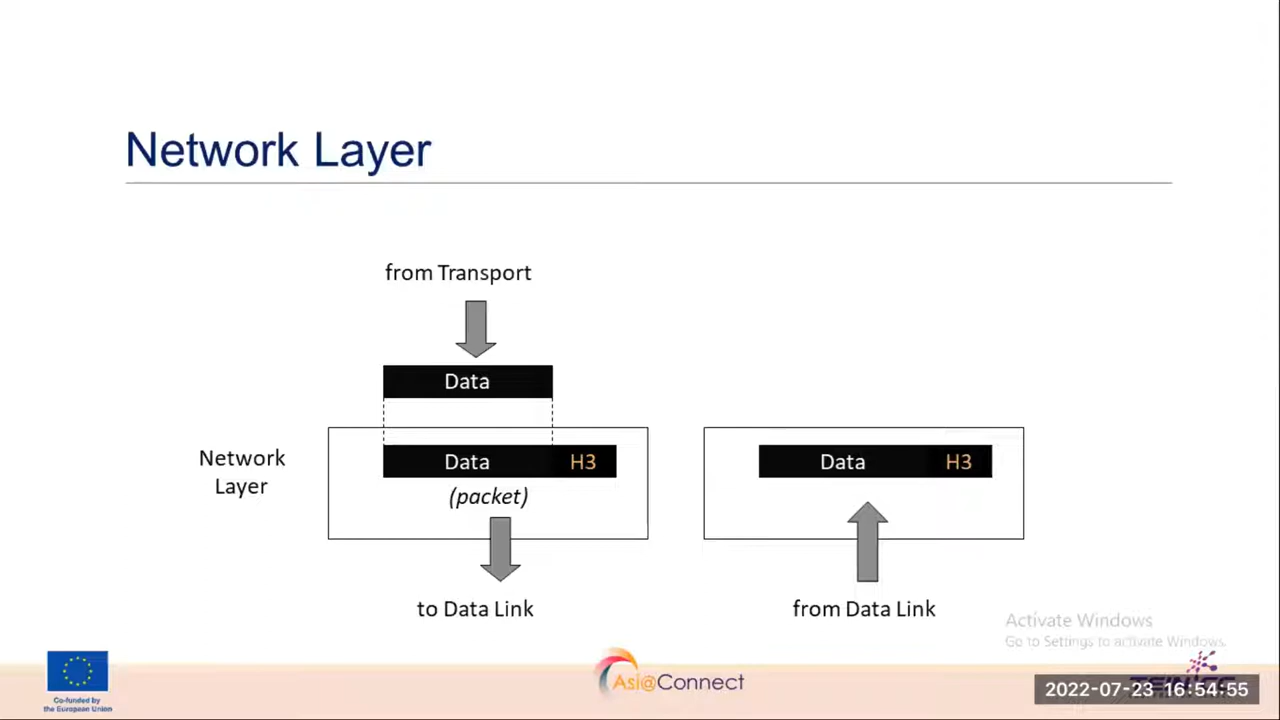 Network Layer
from Transport
Data
Network
Layer
Data H3
(packet)
to Data Link
Data H3
from Data Link
Activate Windows
Go to Settings to activate Windows.
Co-funded by
the European Union
Asi@Connect
2022-07-23 16:54:55